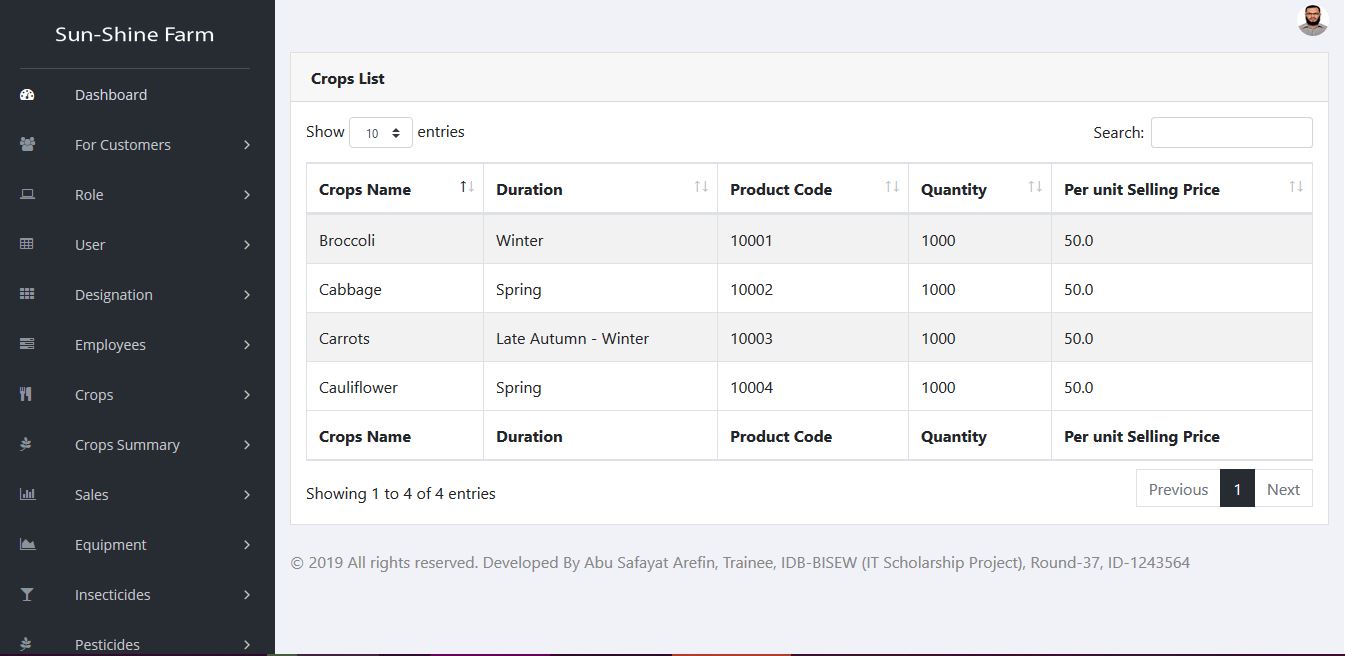 Sun-Shine Farm
Dashboard
For Customers
Role
User
Designation
Employees
Crops
Crops Summary
Sales
Equipment
Insecticides
Pesticides
Crops List
Show 10 entries
Search:
Crops Name Duration Product Code Quantity Per unit Selling Price
Broccoli Winter 10001 1000 50.0
Cabbage Spring 10002 1000 50.0
Carrots Late Autumn - Winter 10003 1000 50.0
Cauliflower Spring 10004 1000 50.0
Crops Name Duration Product Code Quantity Per unit Selling Price
Showing 1 to 4 of 4 entries
Previous 1 Next
© 2019 All rights reserved. Developed By Abu Safayat Arefin, Trainee, IDB-BISEW (IT Scholarship Project), Round-37, ID-1243564